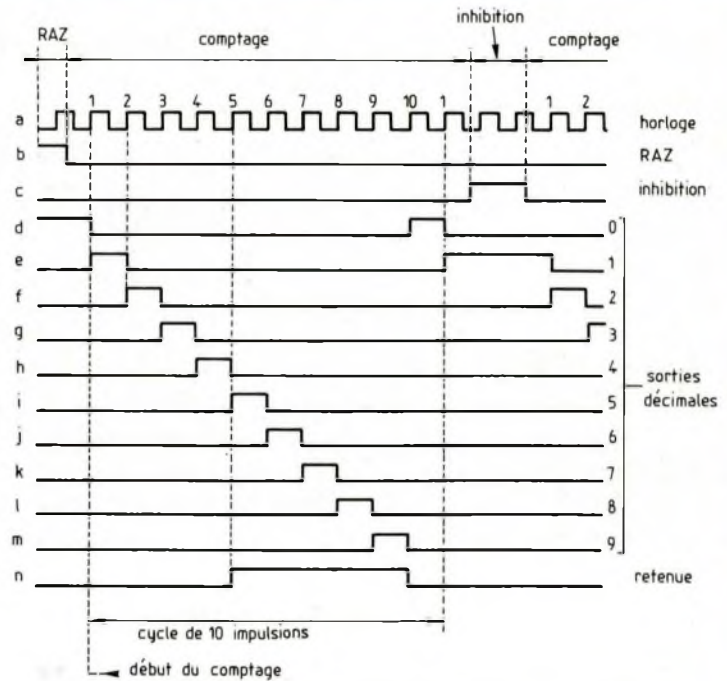 inhibition
RAZ comptage comptage
1 2 3 4 5 6 7 8 9 10 1 1 2
a horloge
b RAZ
c inhibition
d 0
e 1
f 2
g 3
h 4
sorties
i 5
décimales
j 6
k 7
l 8
m 9
n retenue
cycle de 10 impulsions
début du comptage